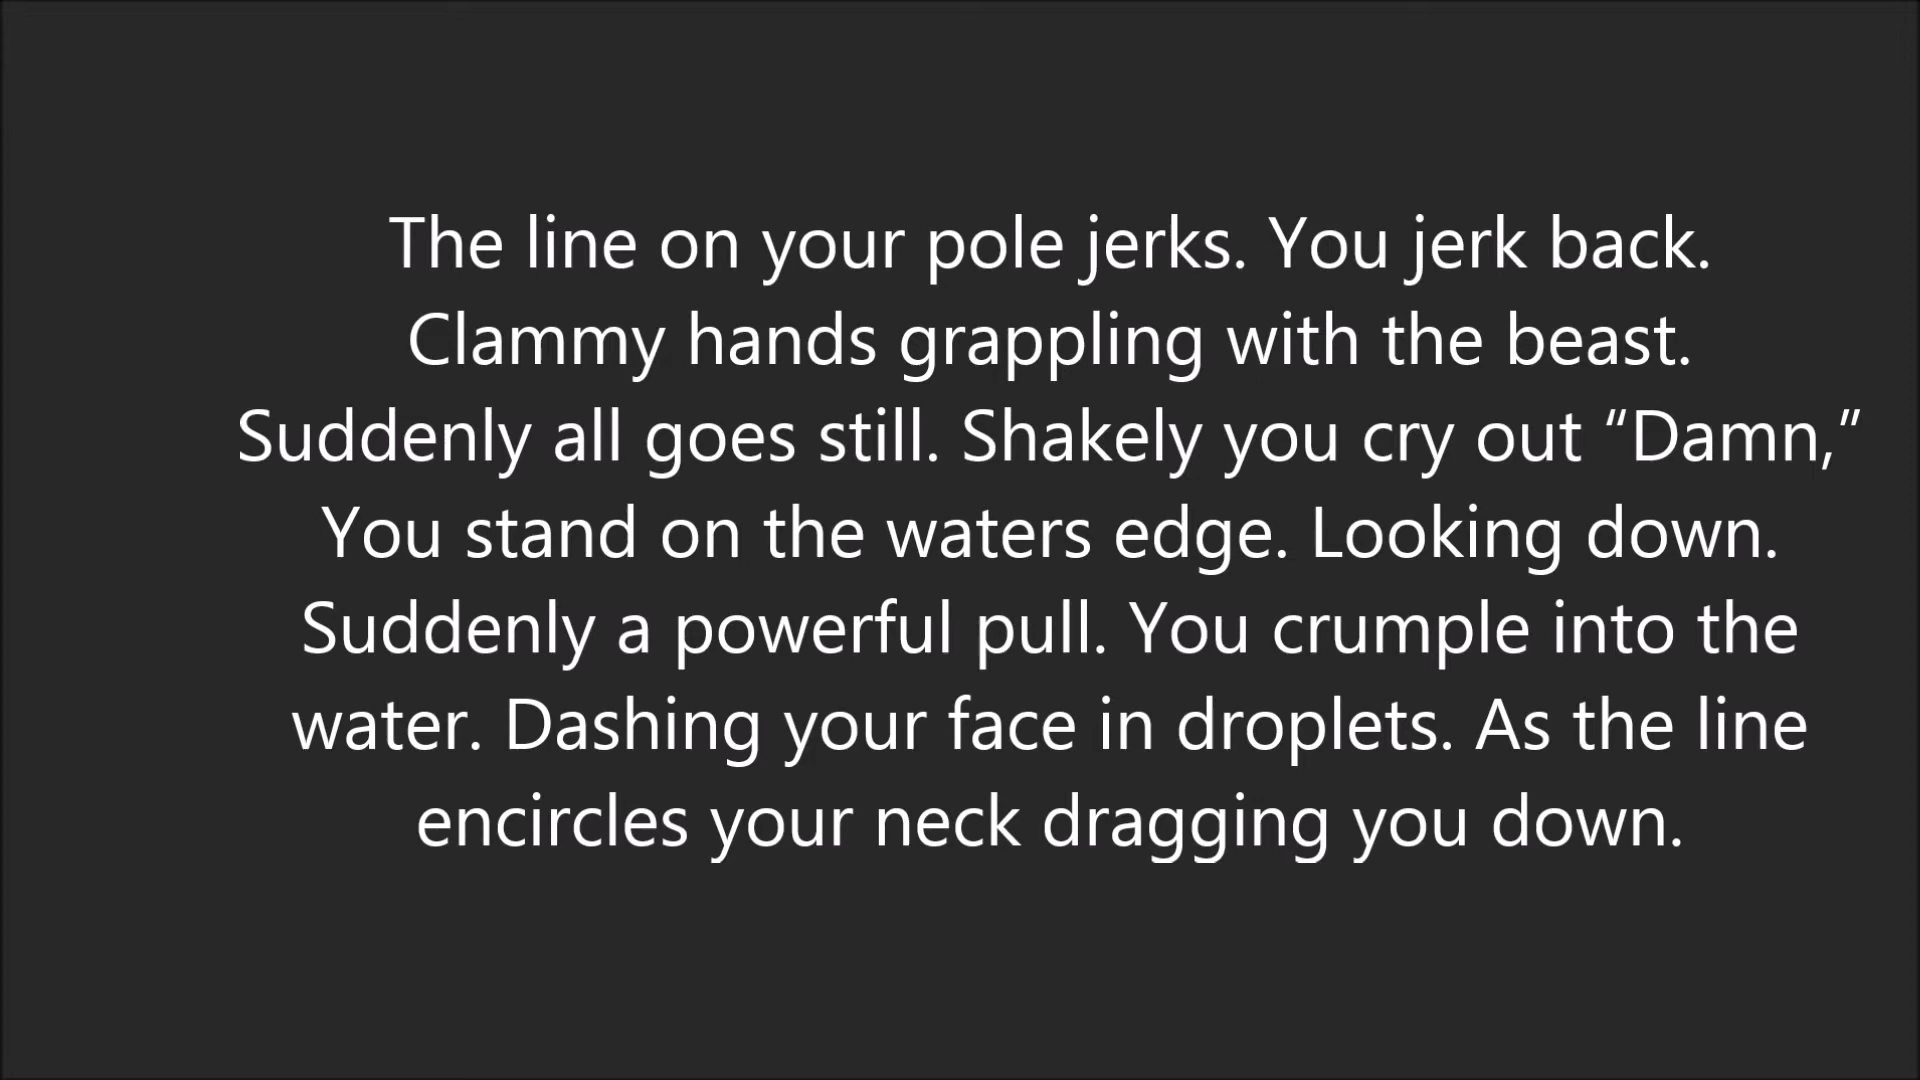 The line on your pole jerks. You jerk back.
Clammy hands grappling with the beast.
Suddenly all goes still. Shakely you cry out “Damn,”
You stand on the waters edge. Looking down.
Suddenly a powerful pull. You crumple into the
water. Dashing your face in droplets. As the line
encircles your neck dragging you down.